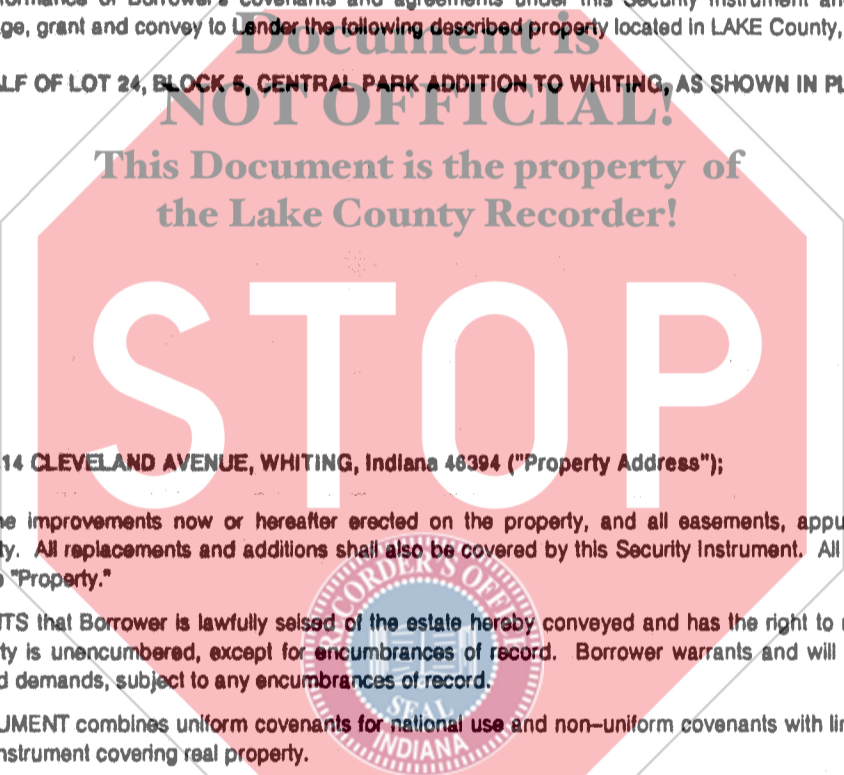 Borrower's covenants and agreements under this Security Instrument
ge, grant and convey to Lender the following described property located in LAKE County,
Document is
LF OF LOT 24, BLOCK 5, CENTRAL PARK ADDITION TO WHITING, AS SHOWN IN PL
NOT OFFICIAL!
This Document is the property of
the Lake County Recorder!
STOP
14 CLEVELAND AVENUE, WHITING, Indiana 46394 ("Property Address");
he improvements now or hereafter erected on the property, and all easements, appu
ty. All replacements and additions shall also be covered by this Security Instrument. All
"Property."
ITS that Borrower is lawfully seised of the estate hereby conveyed and has the right to
ty is unencumbered, except for encumbrances of record. Borrower warrants and will
d demands, subject to any encumbrances of record.
RECORDER'S OFFICE
SEAL
INDIANA
UMENT combines uniform covenants for national use and non-uniform covenants with lim
nstrument covering real property.